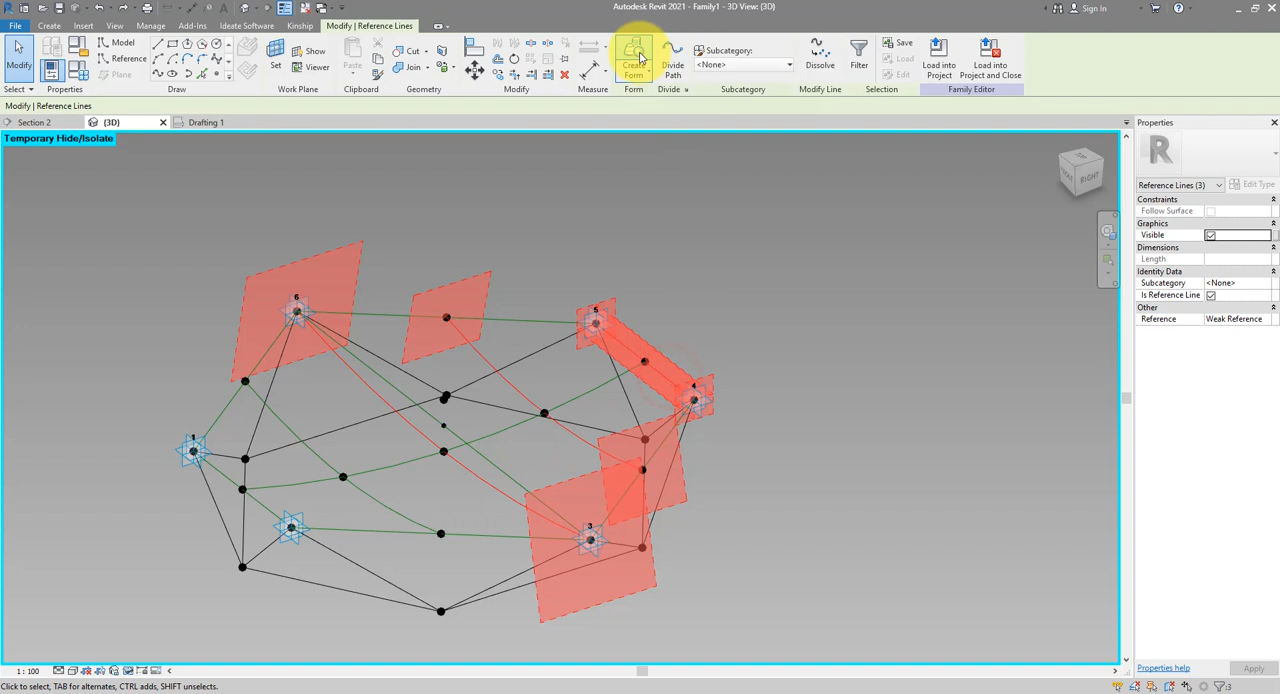 Autodesk Revit 2021 - Family1 - 3D View: {3D}
Sign In
File Create Insert View Manage Add-Ins Ideate Software Kinship Modify | Reference Lines
Modify
Model
Reference
Plane
Set
Show
Viewer
Paste
Cut
Join
Create
Form
Divide
Path
Subcategory:
<None>
Dissolve
Filter
Save
Load
Edit
Load into
Project
Load into
Project and Close
Select Properties Draw Work Plane Clipboard Geometry Modify Measure Form Divide Subcategory Modify Line Selection Family Editor
Modify | Reference Lines
Section 2
{3D}
Drafting 1
Temporary Hide/Isolate
TOP
RIGHT
6
5
4
1
3
Properties
Reference Lines (3)
Edit Type
Constraints
Follow Surface
Graphics
Visible
Dimensions
Length
Identity Data
Subcategory <None>
Is Reference Line
Other
Reference Weak Reference
Properties help
Apply
1 : 100
Click to select, TAB for alternates, CTRL adds, SHIFT unselects.
:3